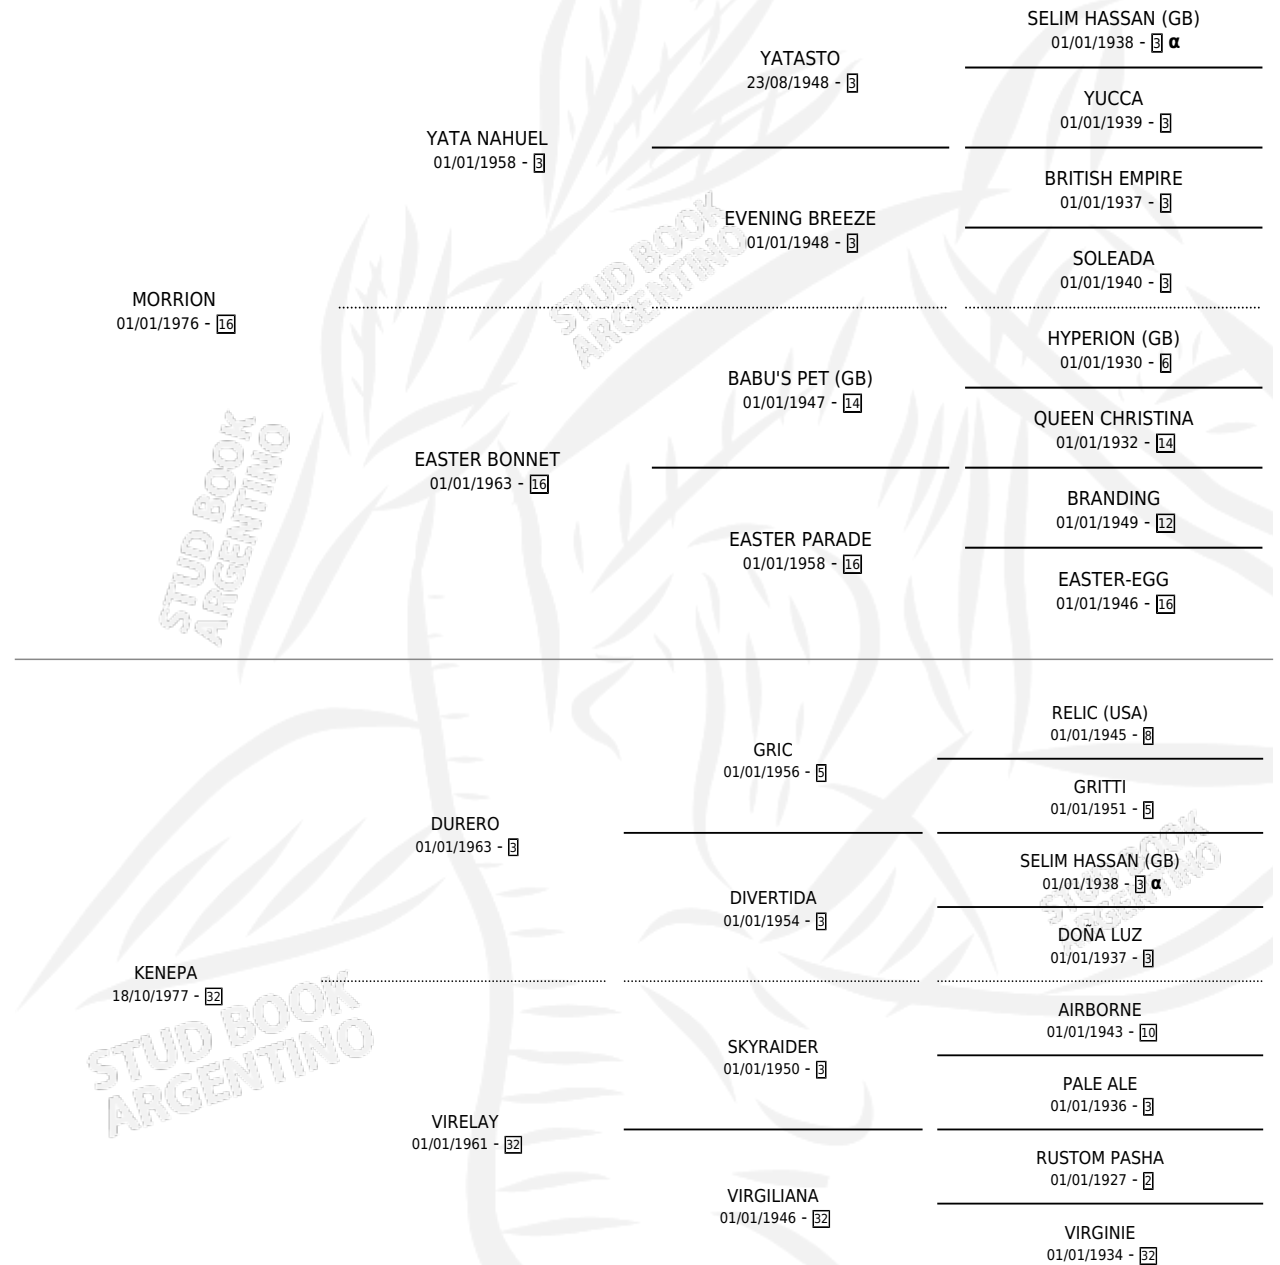 SELIM HASSAN (GB)
01/01/1938 - 3 α
YATASTO
23/08/1948 - 3
YUCCA
01/01/1939 - 3
YATA NAHUEL
01/01/1958 - 3
BRITISH EMPIRE
01/01/1937 - 3
EVENING BREEZE
01/01/1948 - 3
SOLEADA
01/01/1940 - 3
MORRION
01/01/1976 - 16
HYPERION (GB)
01/01/1930 - 6
BABU'S PET (GB)
01/01/1947 - 14
QUEEN CHRISTINA
01/01/1932 - 14
EASTER BONNET
01/01/1963 - 16
BRANDING
01/01/1949 - 12
EASTER PARADE
01/01/1958 - 16
EASTER-EGG
01/01/1946 - 16
RELIC (USA)
01/01/1945 - 8
GRIC
01/01/1956 - 5
GRITTI
01/01/1951 - 5
DURERO
01/01/1963 - 3
SELIM HASSAN (GB)
01/01/1938 - 3 α
DIVERTIDA
01/01/1954 - 3
DOÑA LUZ
01/01/1937 - 3
KENEPA
18/10/1977 - 32
AIRBORNE
01/01/1943 - 10
SKYRAIDER
01/01/1950 - 3
PALE ALE
01/01/1936 - 3
VIRELAY
01/01/1961 - 32
RUSTOM PASHA
01/01/1927 - 2
VIRGILIANA
01/01/1946 - 32
VIRGINIE
01/01/1934 - 32
STUD BOOK
ARGENTINO
STUD BOOK
ARGENTINO
STUD BOOK
ARGENTINO
STUD BOOK
ARGENTINO